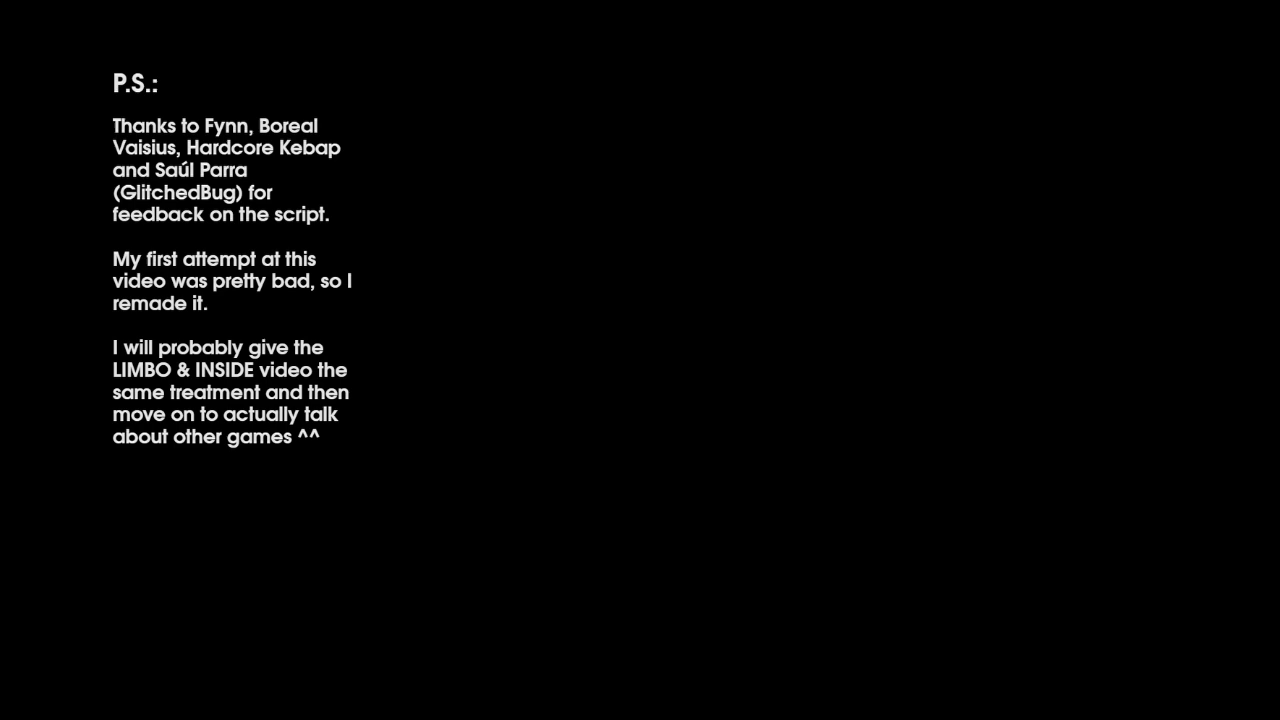 P.S.:
Thanks to Fynn, Boreal
Vaisius, Hardcore Kebap
and Saúl Parra
(GlitchedBug) for
feedback on the script.
My first attempt at this
video was pretty bad, so I
remade it.
I will probably give the
LIMBO & INSIDE video the
same treatment and then
move on to actually talk
about other games ^^